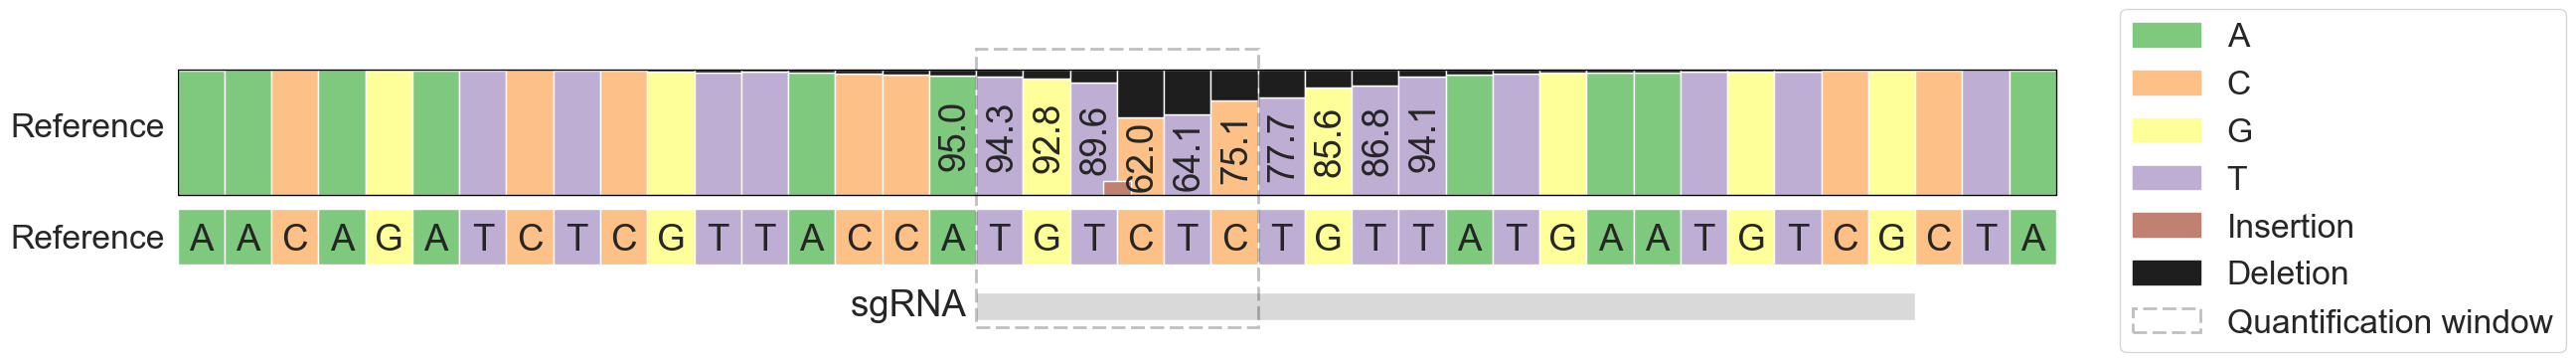 Reference 95.0 94.3 92.8 89.6 62.0 64.1 75.1 77.7 85.6 86.8 94.1
Reference A A C A G A T C T C G T T A C C A T G T C T C T G T T A T G A A T G T C G C T A
sgRNA
A
C
G
T
Insertion
Deletion
Quantification window